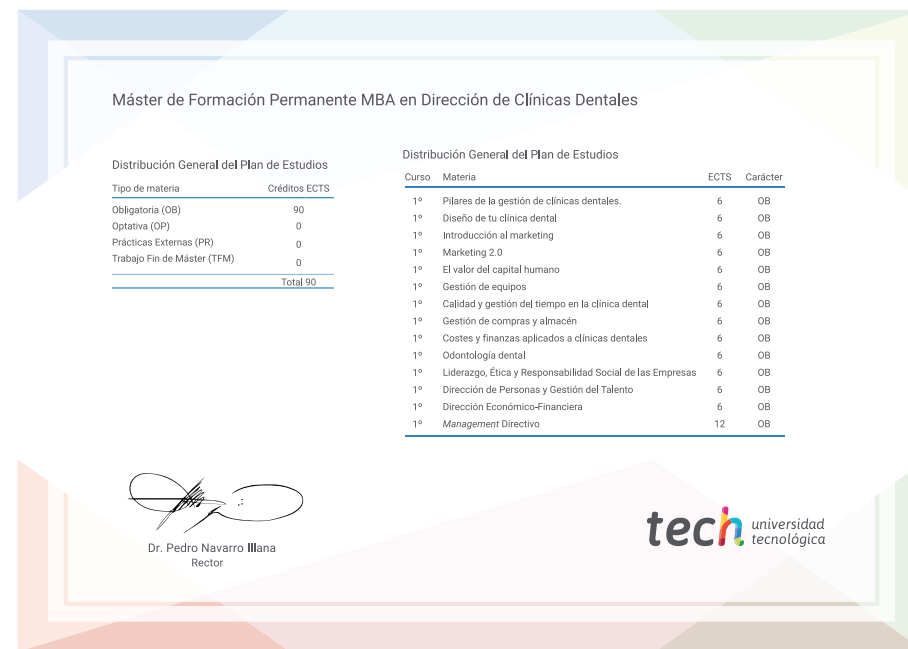 Máster de Formación Permanente MBA en Dirección de Clínicas Dentales
Distribución General del Plan de Estudios
Tipo de materia Créditos ECTS
Obligatoria (OB) 90
Optativa (OP) 0
Prácticas Externas (PR) 0
Trabajo Fin de Máster (TFM) 0
Total 90
Distribución General del Plan de Estudios
Curso Materia ECTS Carácter
1º Pilares de la gestión de clínicas dentales. 6 OB
1º Diseño de tu clínica dental 6 OB
1º Introducción al marketing 6 OB
1º Marketing 2.0 6 OB
1º El valor del capital humano 6 OB
1º Gestión de equipos 6 OB
1º Calidad y gestión del tiempo en la clínica dental 6 OB
1º Gestión de compras y almacén 6 OB
1º Costes y finanzas aplicados a clínicas dentales 6 OB
1º Odontología dental 6 OB
1º Liderazgo, Ética y Responsabilidad Social de las Empresas 6 OB
1º Dirección de Personas y Gestión del Talento 6 OB
1º Dirección Económico-Financiera 6 OB
1º Management Directivo 12 OB
Dr. Pedro Navarro Illana
Rector
tech universidad
tecnológica